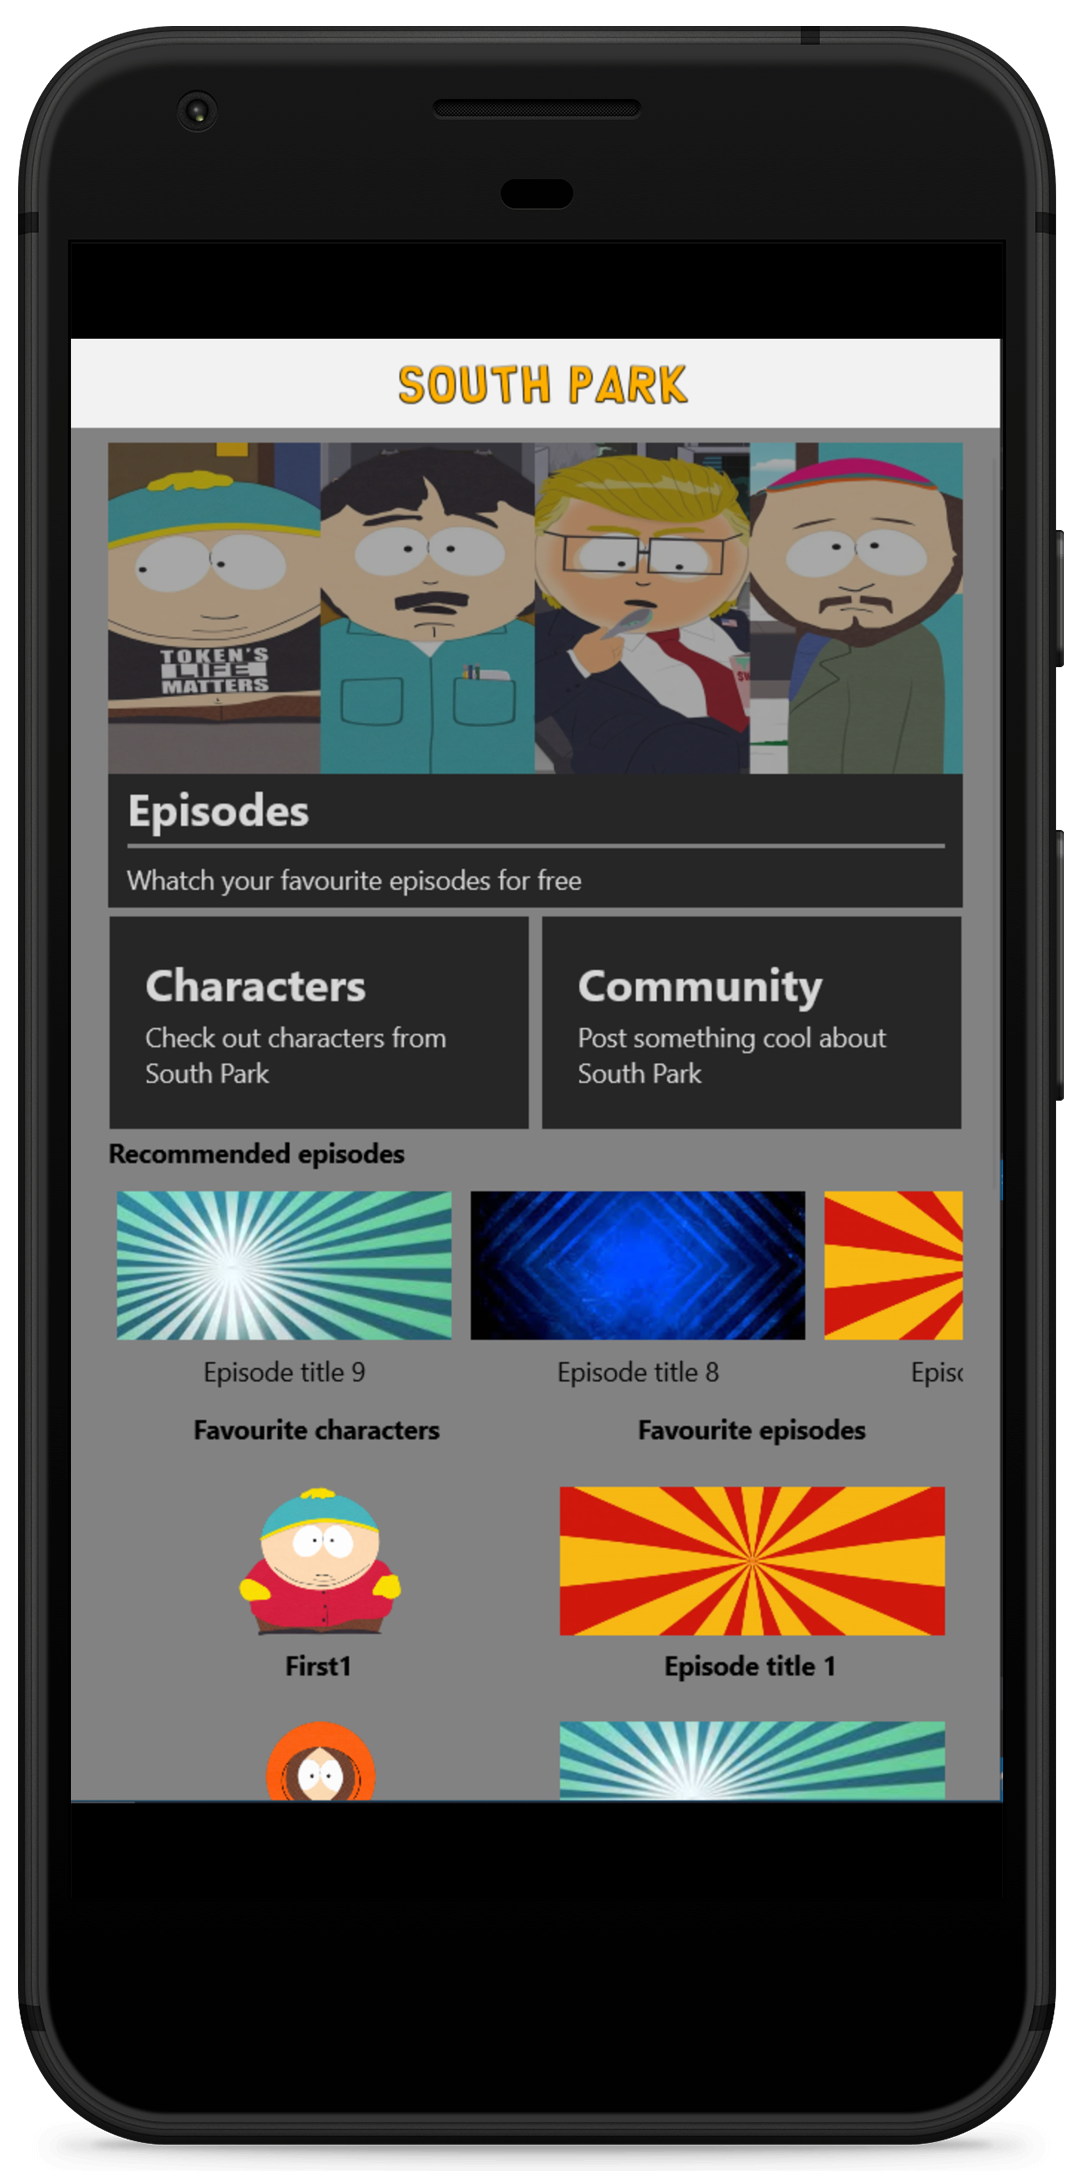 SOUTH PARK
TOKEN'S
LIFE
MATTERS
SW
Episodes
Whatch your favourite episodes for free
Characters
Check out characters from
South Park
Community
Post something cool about
South Park
Recommended episodes
Episode title 9
Episode title 8
Favourite characters
Favourite episodes
First1
Episode title 1